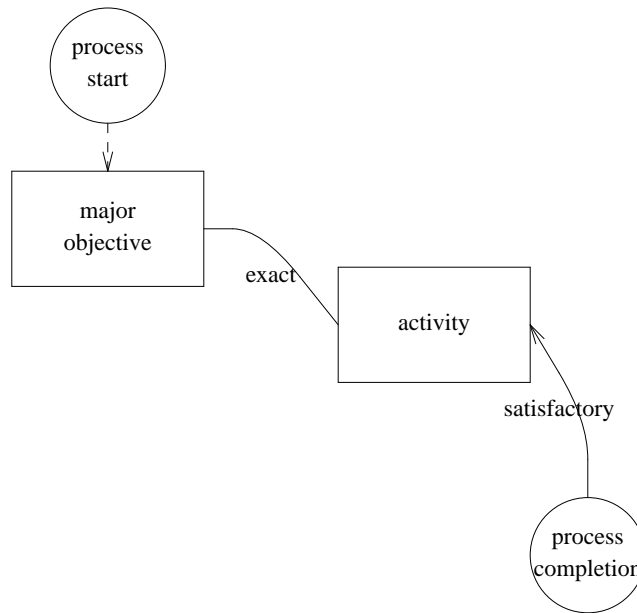 process
start
major
objective
exact
activity
satisfactory
process
completion